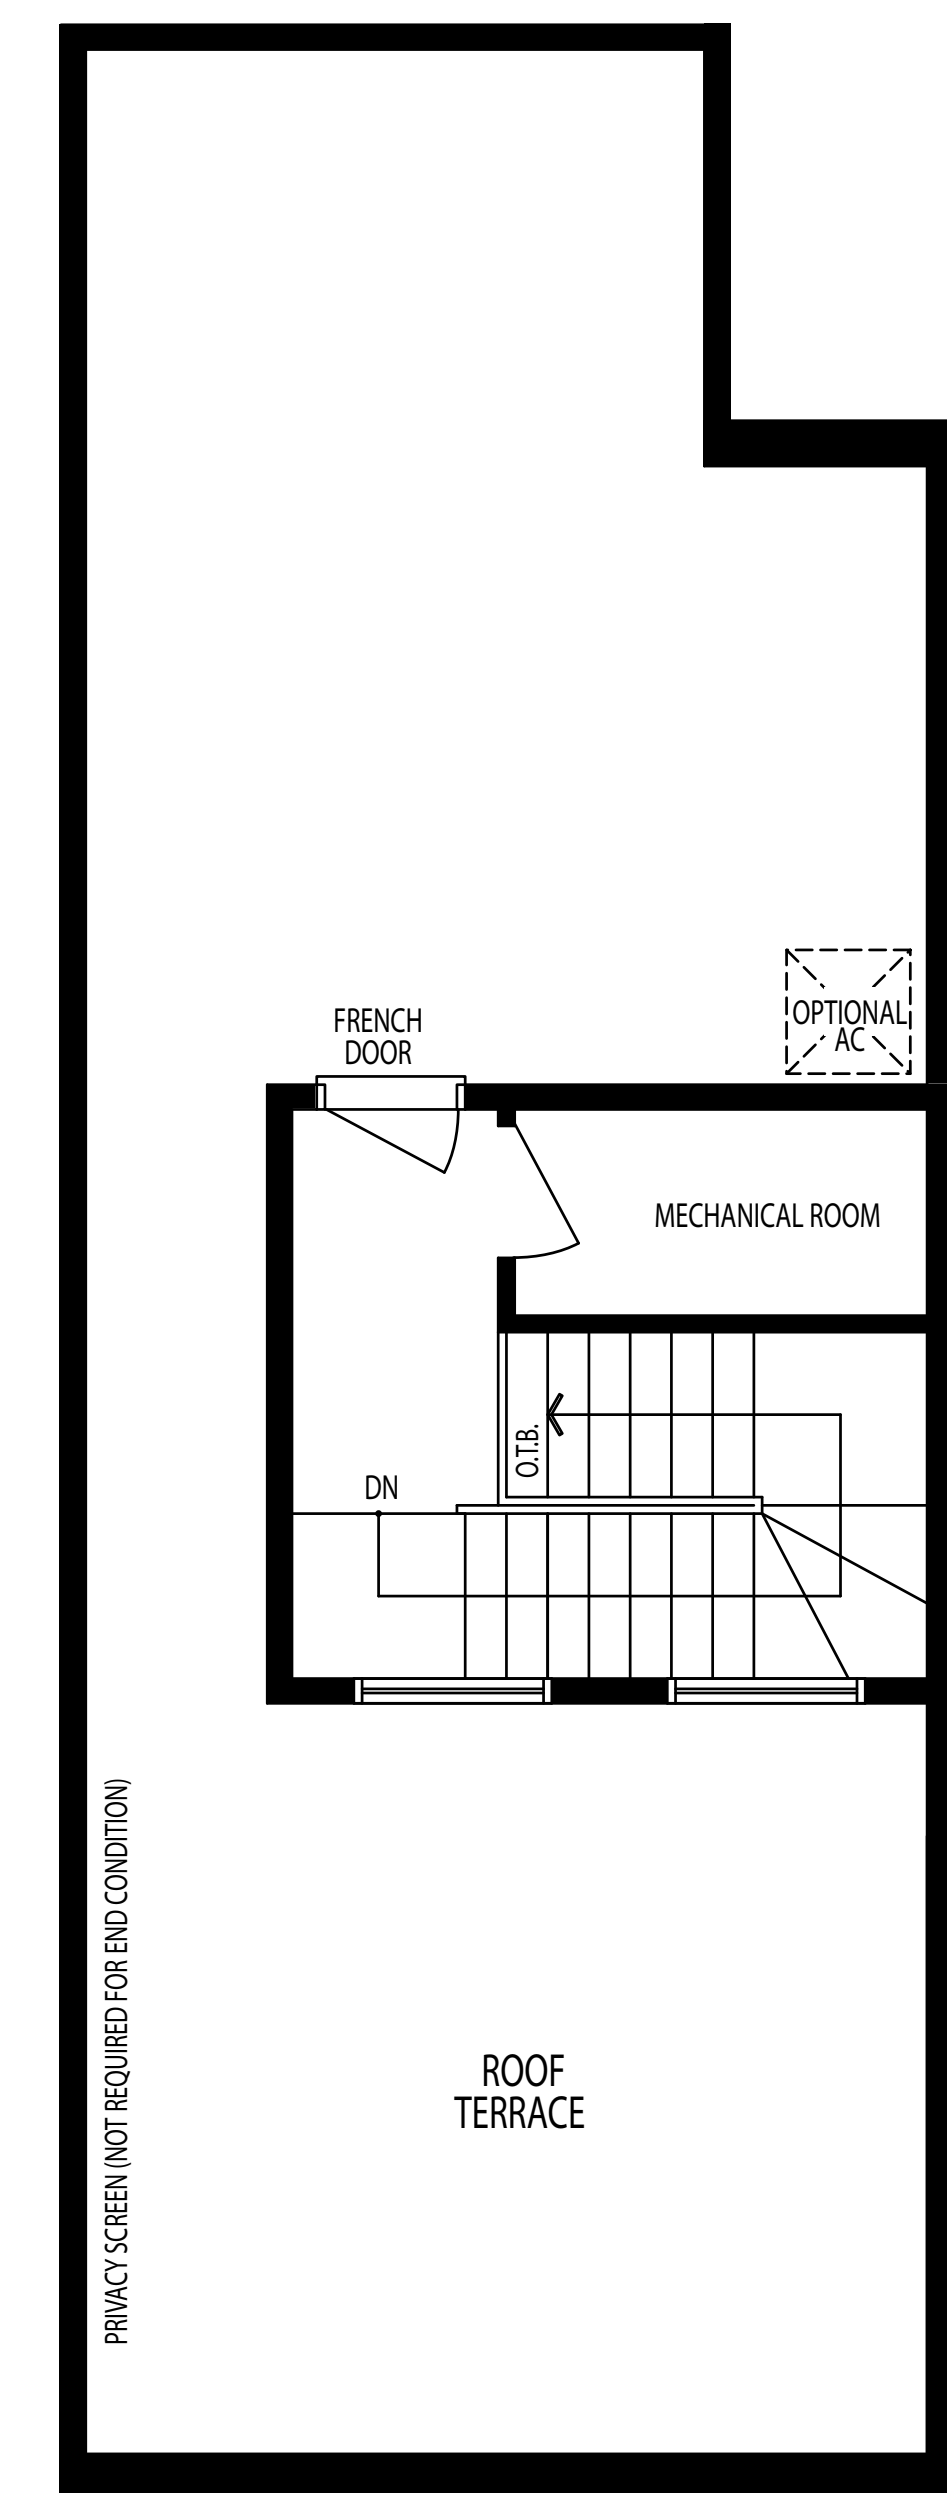 FRENCH
DOOR
OPTIONAL
AC
MECHANICAL ROOM
O.T.B.
DN
PRIVACY SCREEN (NOT REQUIRED FOR END CONDITION)
ROOF
TERRACE